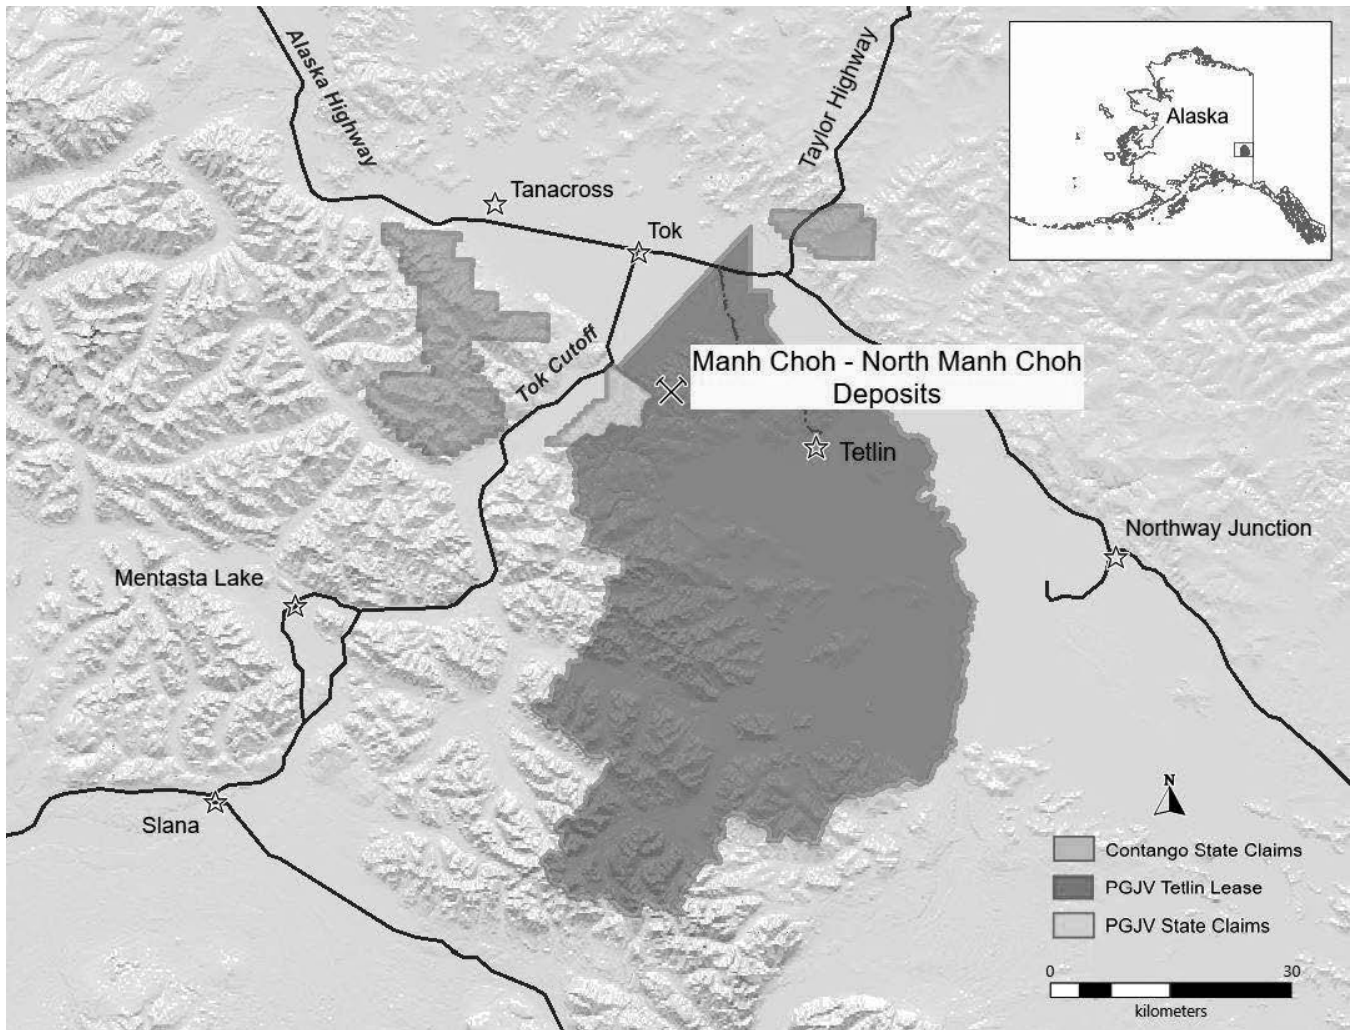 Alaska Highway
Taylor Highway
Alaska
Tanacross
Tok
Tok Cutoff
Manh Choh - North Manh Choh
Deposits
Tetlin
Northway Junction
Mentasta Lake
Slana
N
Contango State Claims
PGJV Tetlin Lease
PGJV State Claims
0 30
kilometers